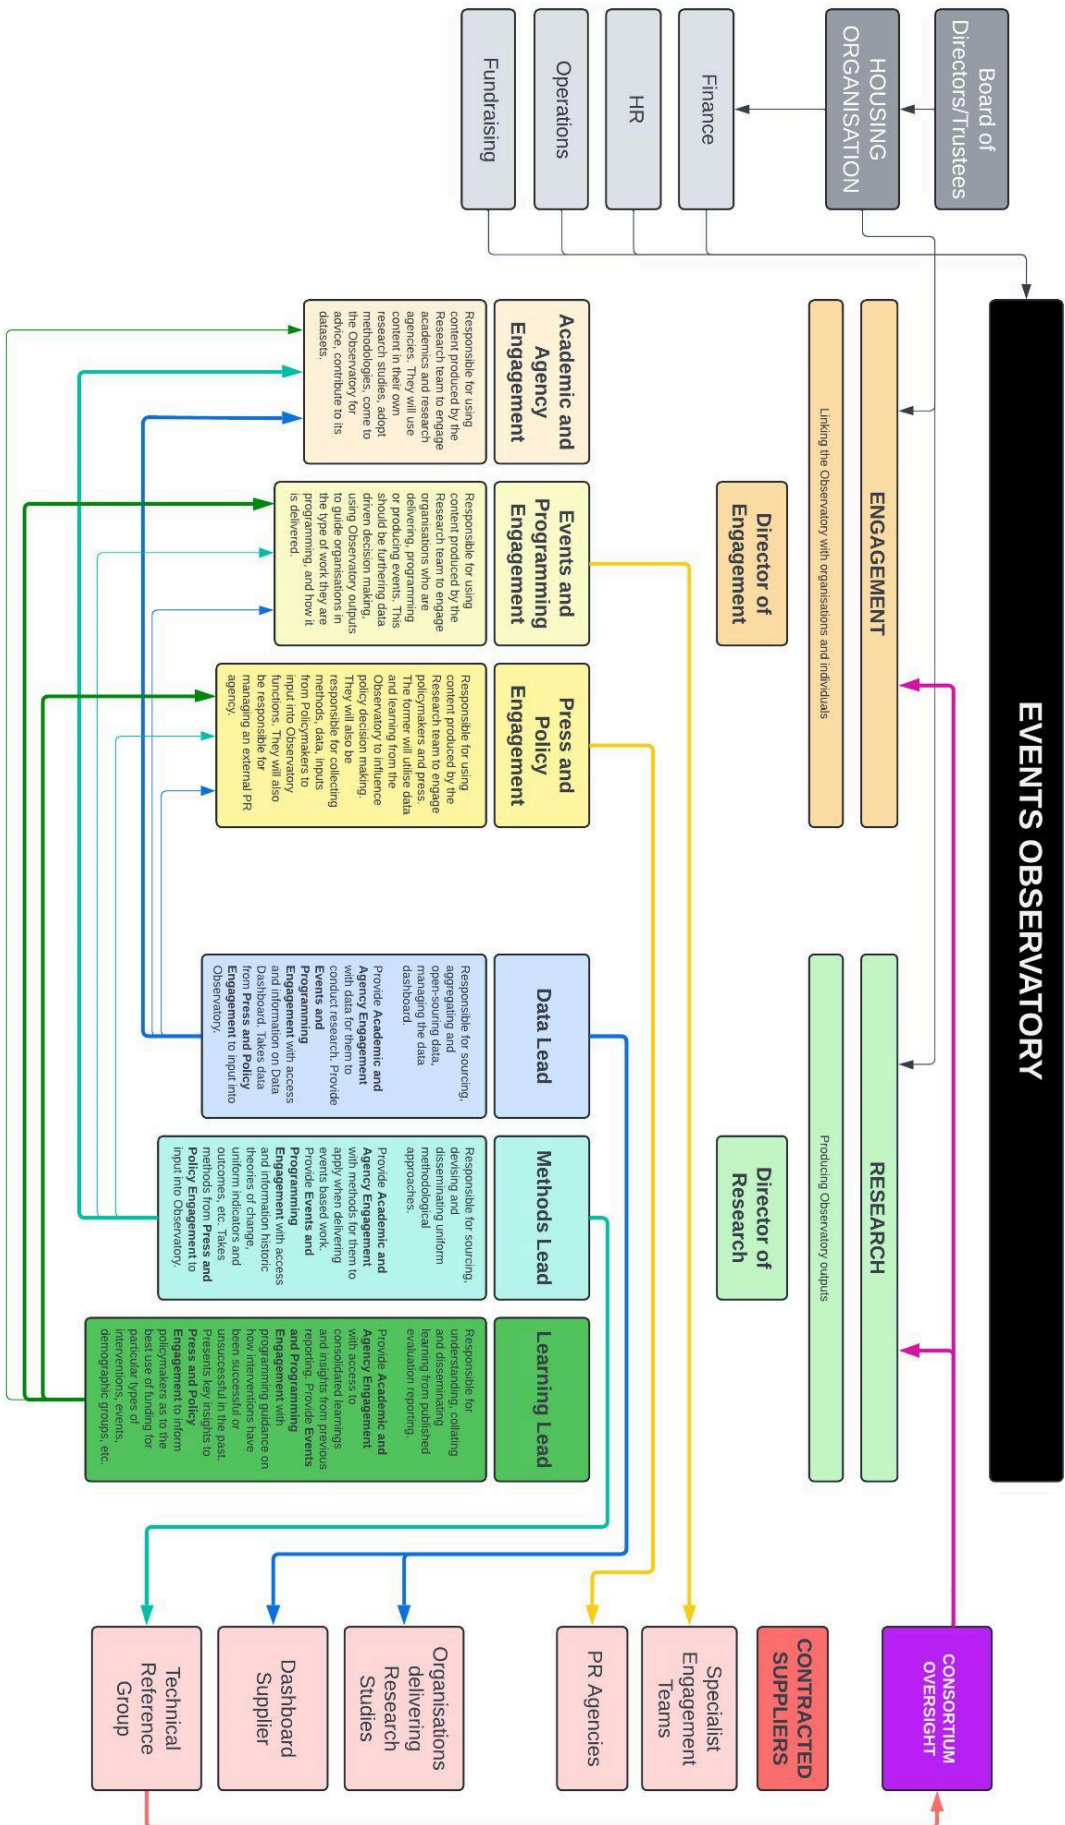 EVENTS OBSERVATORY
Board of
Directors/Trustees
HOUSING
ORGANISATION
Finance
HR
Operations
Fundraising
ENGAGEMENT
Linking the Observatory with organisations and individuals
Director of
Engagement
Academic and
Agency
Engagement
Responsible for using
content produced by the
Research team to engage
academics and research
agencies. They will use
content in their own
research studies, adopt
methodologies, come to
the Observatory for
advice, contribute to its
datasets.
Events and
Programming
Engagement
Responsible for using
content produced by the
Research team to engage
organisations who are
delivering, programming
or producing events. This
should be furthering data
driven decision making,
using Observatory outputs
to guide organisations in
the type of work they are
programming, and how it
is delivered.
Press and
Policy
Engagement
Responsible for using
content produced by the
Research team to engage
policymakers and press.
The former will utilise data
and learning from the
Observatory to influence
policy decision making.
They will also be
responsible for collecting
methods, data, inputs
from Policymakers to
input into Observatory
functions. They will also
be responsible for
managing an external PR
agency.
RESEARCH
Producing Observatory outputs
Director of
Research
Data Lead
Responsible for sourcing,
aggregating and
open-souring data,
managing the data
dashboard.
Provide Academic and
Agency Engagement
with data for them to
conduct research. Provide
Events and
Programming
Engagement with access
and information on Data
Dashboard. Takes data
from Press and Policy
Engagement to input into
Observatory.
Methods Lead
Responsible for sourcing,
devising and
disseminating uniform
methodological
approaches.
Provide Academic and
Agency Engagement
with methods for them to
apply when delivering
events based work.
Provide Events and
Programming
Engagement with access
and information historic
theories of change,
uniform indicators and
outcomes, etc. Takes
methods from Press and
Policy Engagement to
input into Observatory.
Learning Lead
Responsible for
understanding, collating
and disseminating
learning from published
evaluation reporting.
Provide Academic and
Agency Engagement
with access to
consolidated learnings
and insights from previous
reporting. Provide Events
and Programming
Engagement with
programming guidance on
how interventions have
been successful or
unsuccessful in the past.
Presents key insights to
Press and Policy
Engagement to inform
policymakers as to the
best use of funding for
particular types of
interventions, events,
demographic groups, etc.
CONSORTIUM
OVERSIGHT
CONTRACTED
SUPPLIERS
Specialist
Engagement
Teams
PR Agencies
Organisations
delivering
Research
Studies
Dashboard
Supplier
Technical
Reference
Group